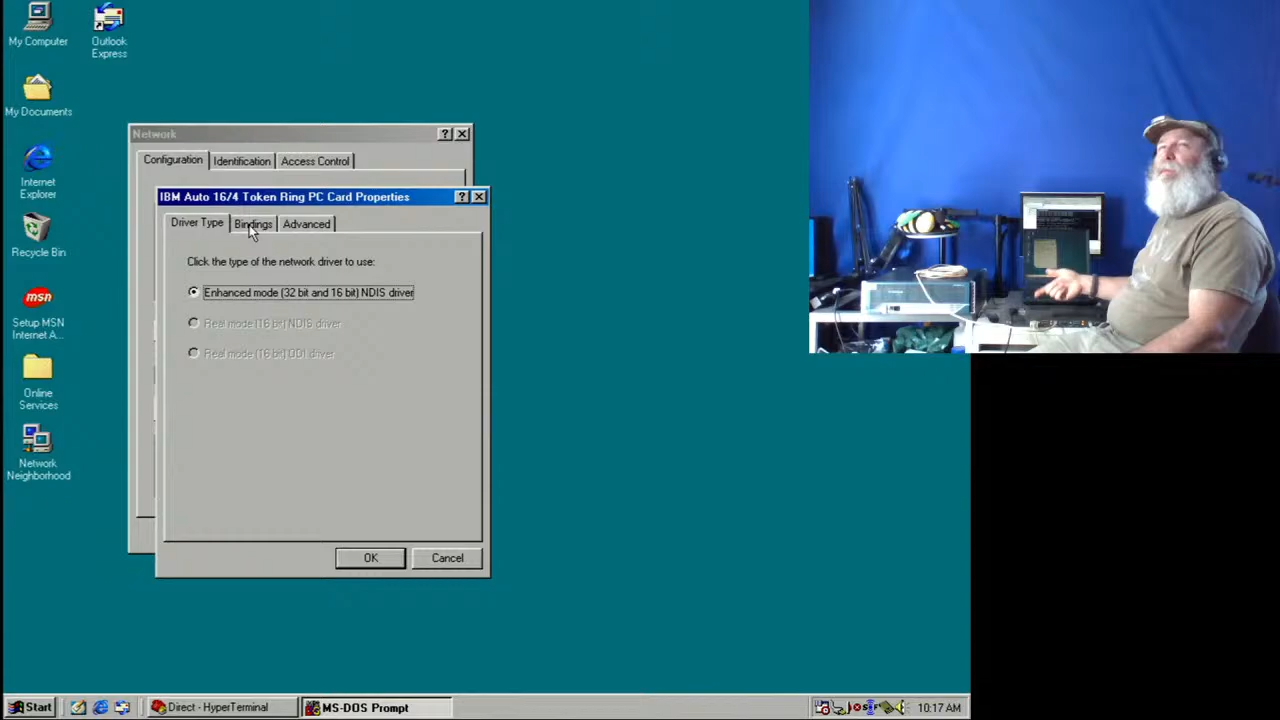 My Computer
Outlook
Express
My Documents
Internet
Explorer
Recycle Bin
msn
Setup MSN
Internet A...
Online
Services
Network
Neighborhood
Network
Configuration
Identification
Access Control
IBM Auto 16/4 Token Ring PC Card Properties
Driver Type
Bindings
Advanced
Click the type of the network driver to use:
Enhanced mode (32 bit and 16 bit) NDIS driver
Real mode (16 bit) NDIS driver
Real mode (16 bit) ODI driver
OK
Cancel
Start
Direct - HyperTerminal
MS-DOS Prompt
10:17 AM